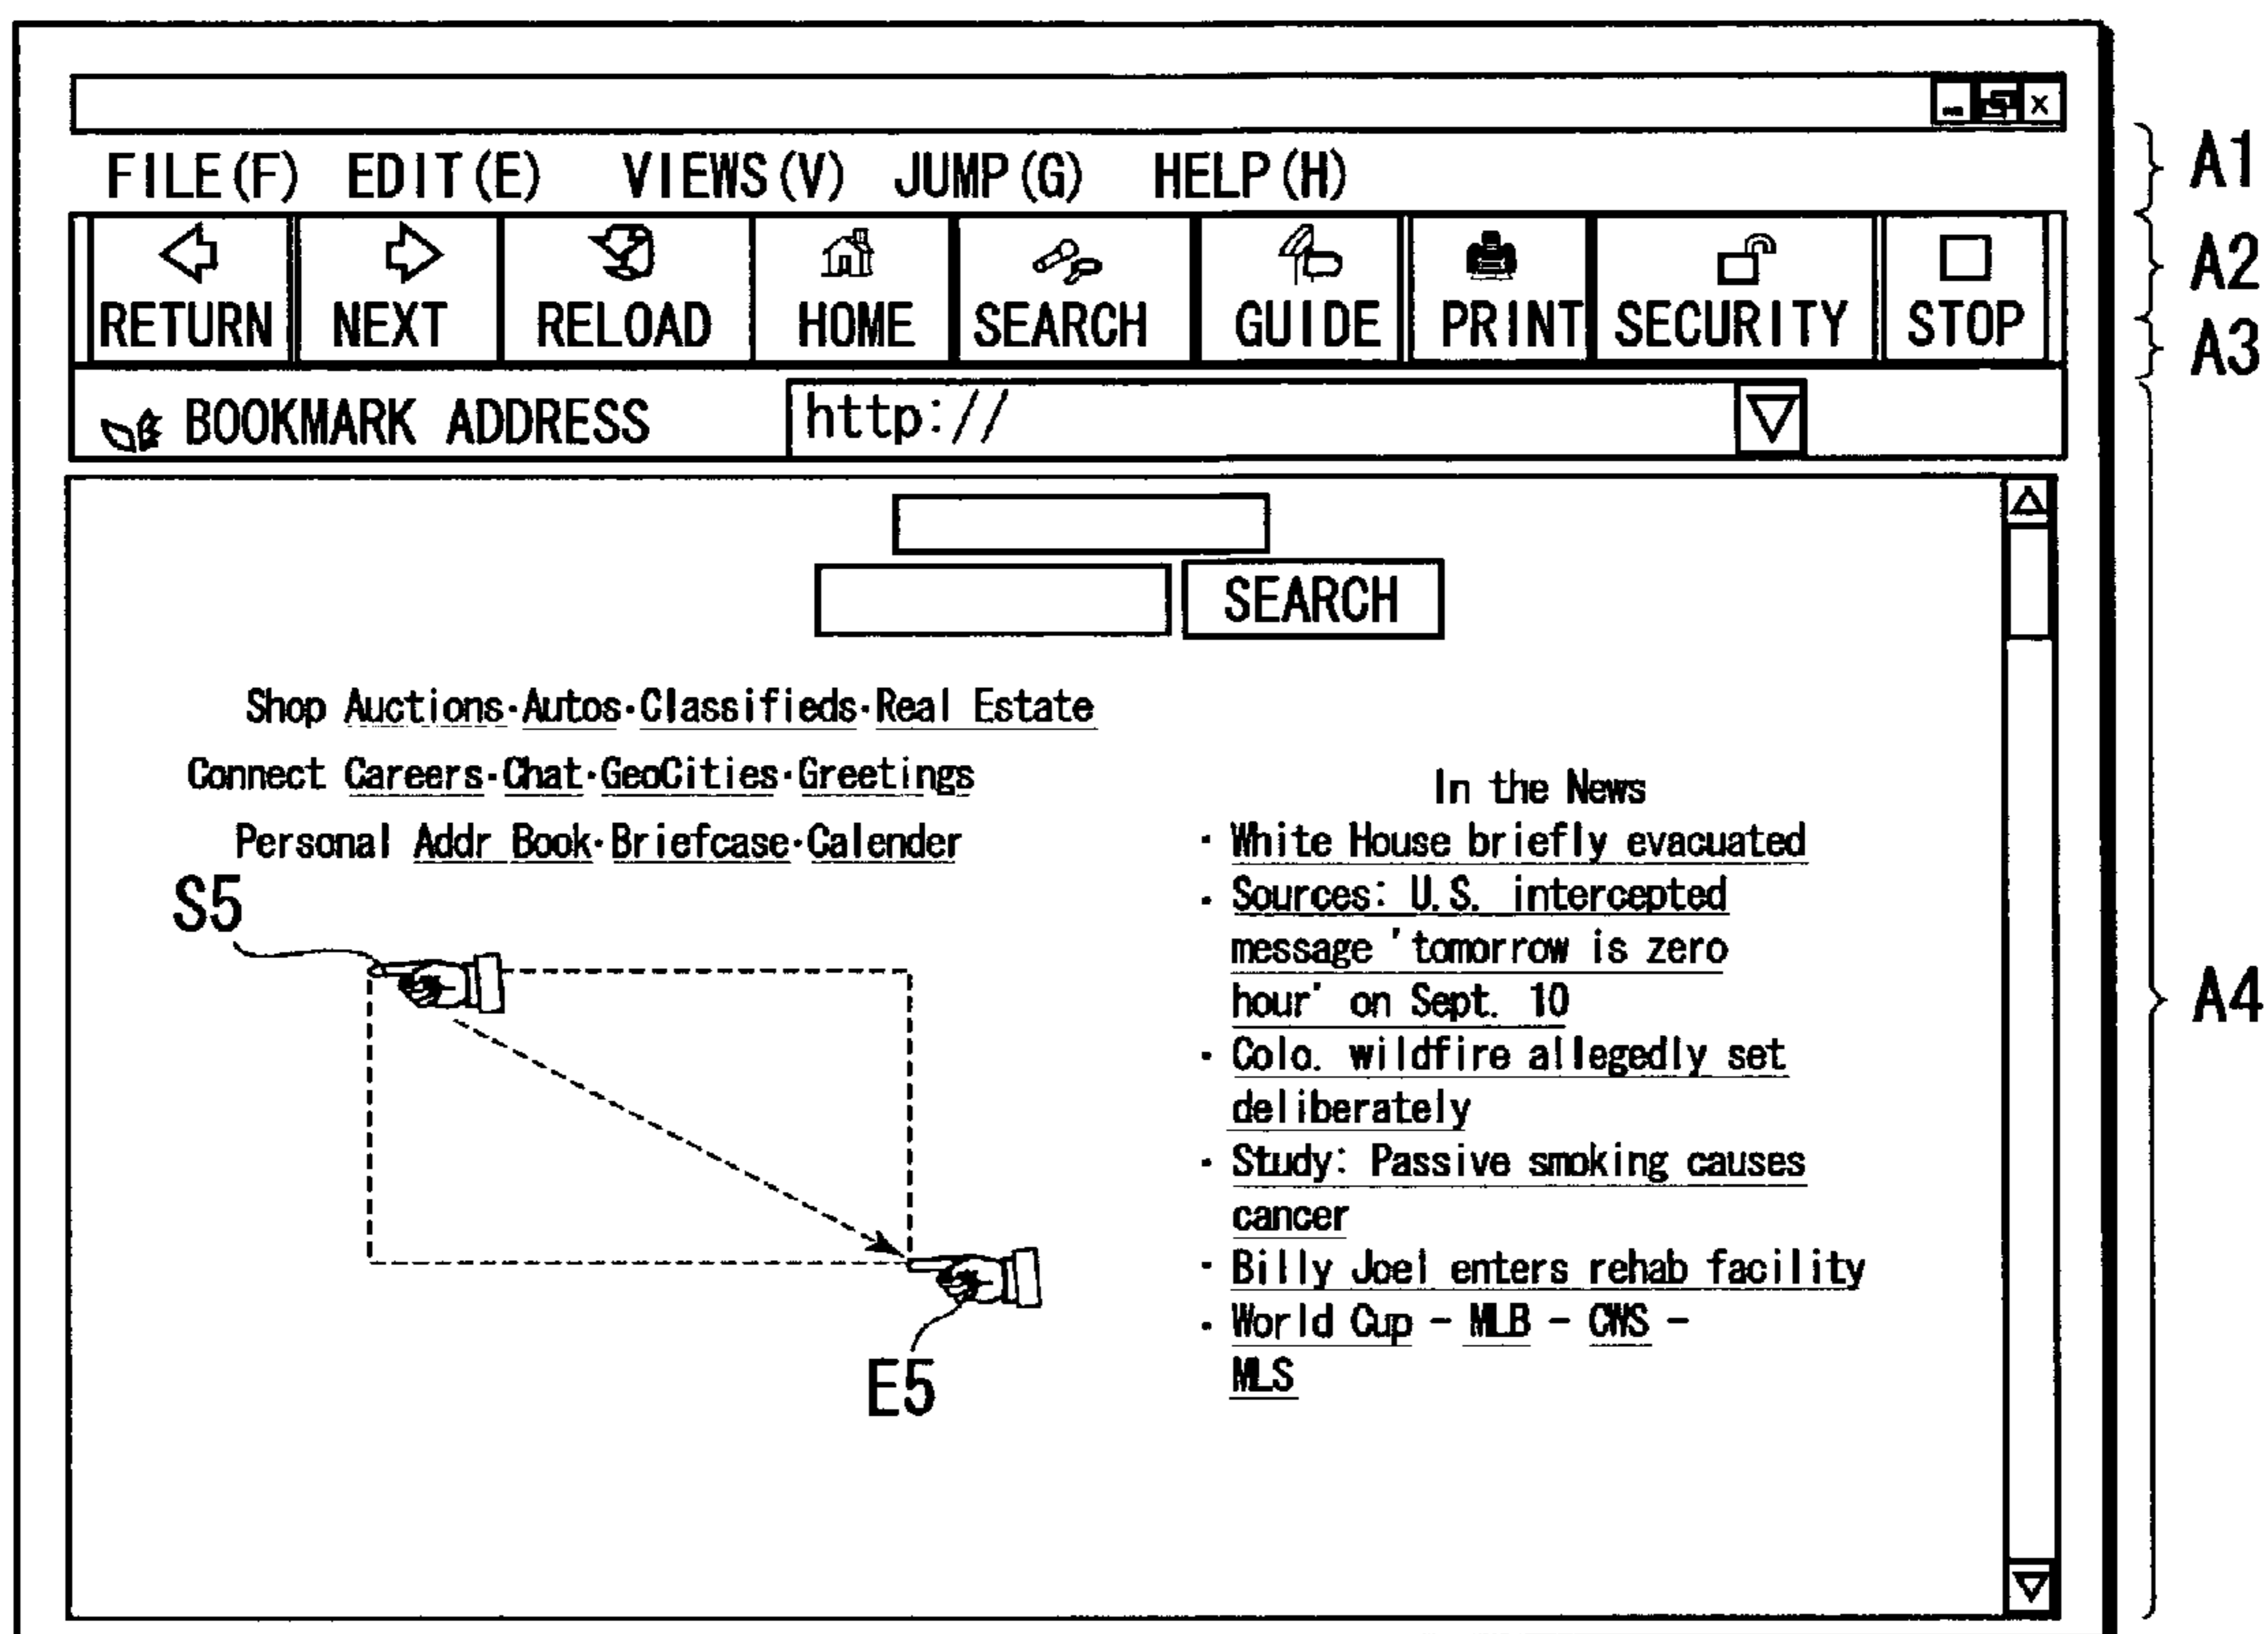 x
FILE(F) EDIT(E) VIEWS(V) JUMP(G) HELP(H) A1
RETURN NEXT RELOAD HOME SEARCH GUIDE PRINT SECURITY STOP A2
A3
BOOKMARK ADDRESS http://
SEARCH
Shop Auctions·Autos·Classifieds·Real Estate
Connect Careers·Chat·GeoCities·Greetings
Personal Addr Book·Briefcase·Calender
S5
E5
In the News
· White House briefly evacuated
· Sources: U.S. intercepted
message 'tomorrow is zero
hour' on Sept. 10
· Colo. wildfire allegedly set
deliberately
· Study: Passive smoking causes
cancer
· Billy Joel enters rehab facility
· World Cup - MLB - CWS -
MLS
A4